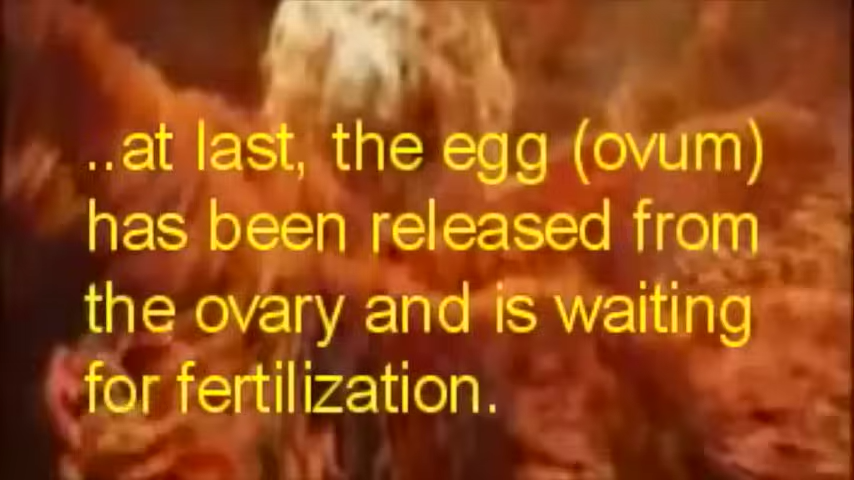 ..at last, the egg (ovum)
has been released from
the ovary and is waiting
for fertilization.